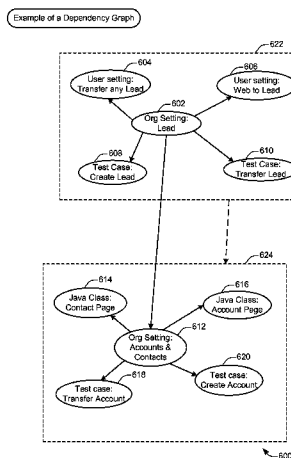 Example of a Dependency Graph
622
604
606
User setting:
Transfer any Lead
User setting:
Web to Lead
602
Org Setting:
Lead
608
610
Test Case:
Create Lead
Test Case:
Transfer Lead
624
614
616
Java Class:
Contact Page
Java Class:
Account Page
612
Org Setting:
Accounts &
Contacts
618
620
Test case:
Transfer Account
Test case:
Create Account
600